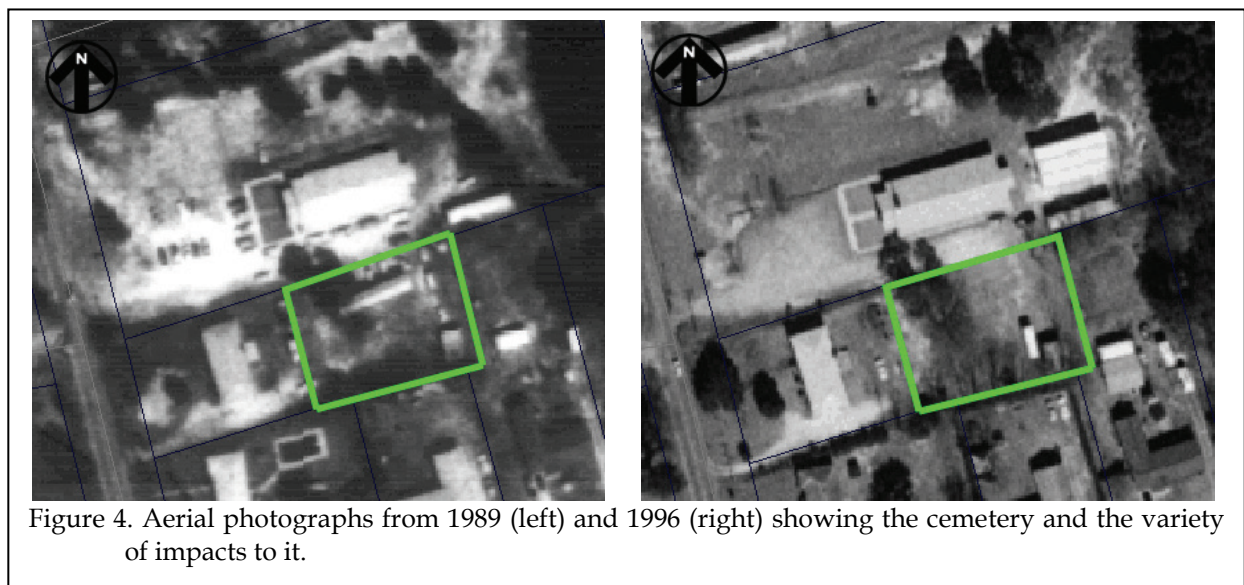 N
N
Figure 4. Aerial photographs from 1989 (left) and 1996 (right) showing the cemetery and the variety
of impacts to it.